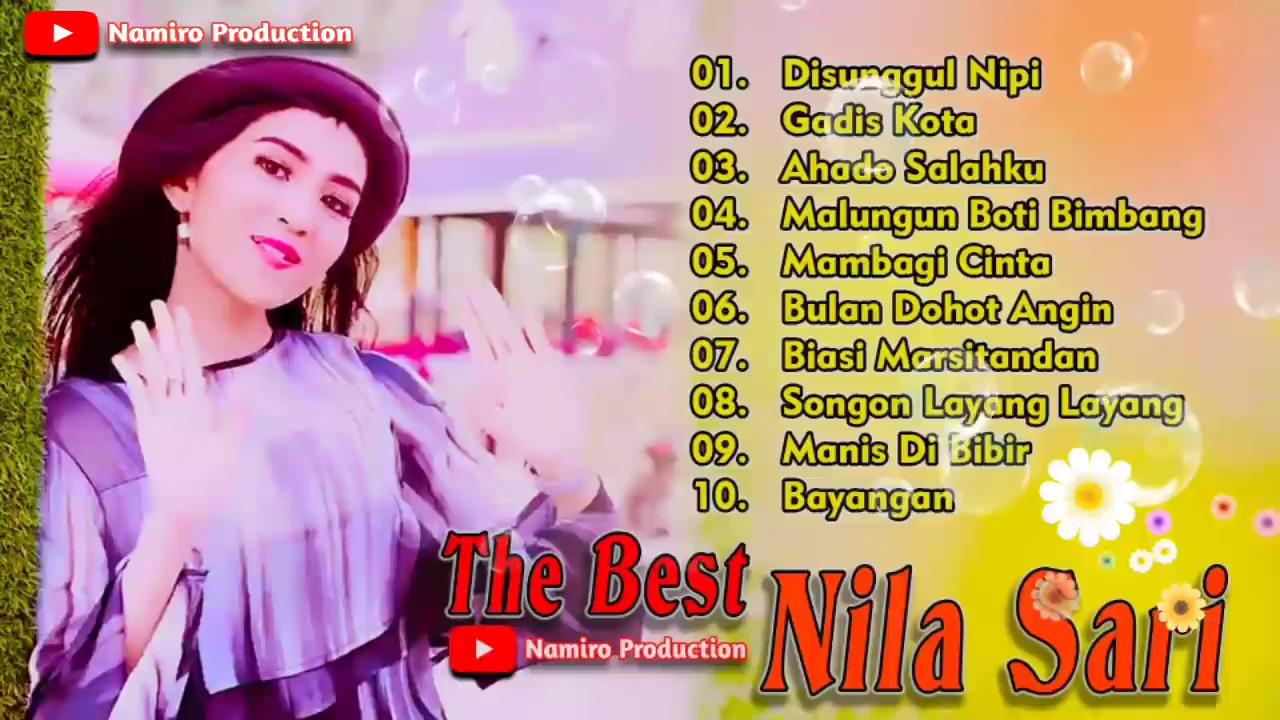 Namiro Production
01. Disunggul Nipi
02. Gadis Kota
03. Ahado Salahku
04. Malungun Boti Bimbang
05. Mambagi Cinta
06. Bulan Dohot Angin
07. Biasi Marsitandan
08. Songon Layang Layang
09. Manis Di Bibir
10. Bayangan
The Best
Namiro Production
Nila Sari